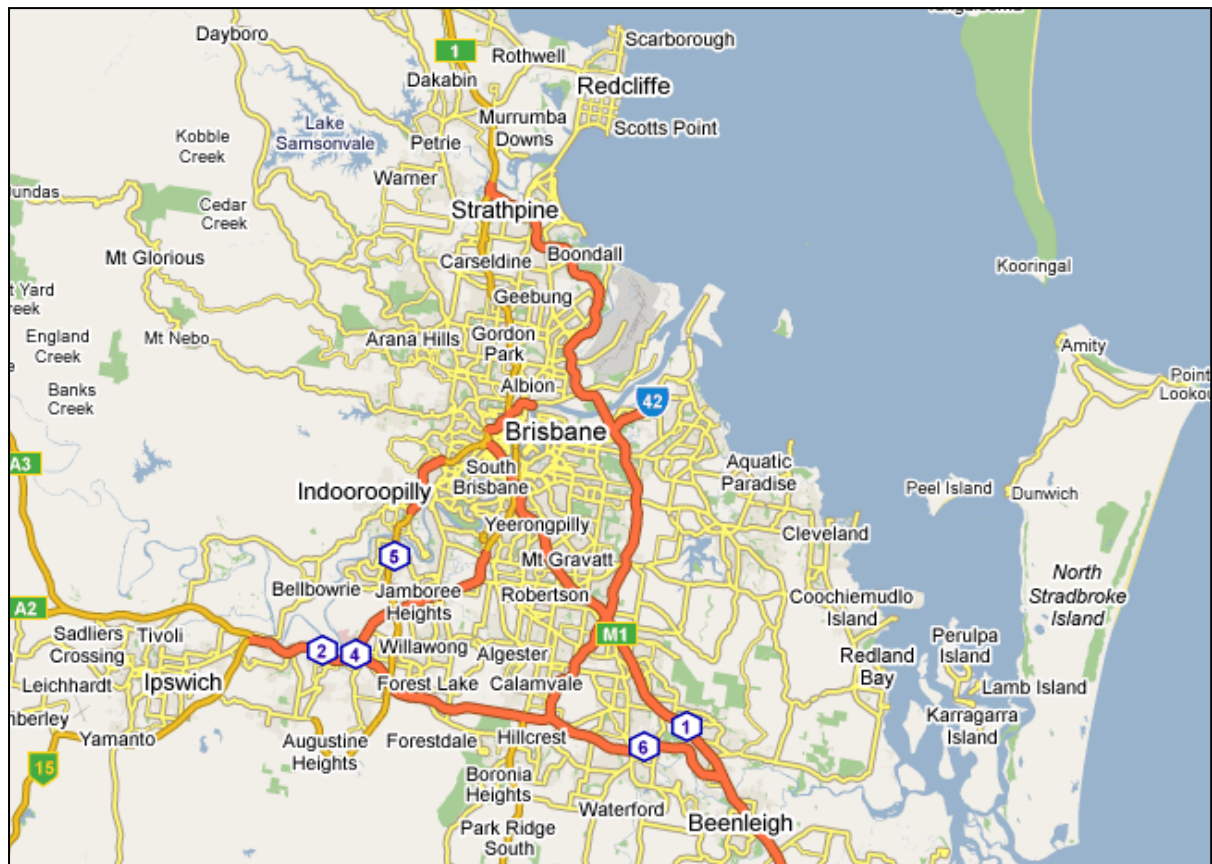 Dayboro
1
Scarborough
Rothwell
Dakabin
Redcliffe
Murrumba
Downs
Scotts Point
Lake
Samsonvale
Kobble
Creek
Petrie
Warner
Cedar
Creek
Strathpine
Mt Glorious
Carseldine
Boondall
Kooringal
Geebung
England
Creek
Mt Nebo
Arana Hills
Gordon
Park
Amity
Banks
Creek
Albion
42
Point
Brisbane
A3
South
Brisbane
Aquatic
Paradise
Indooroopilly
Peel Island
Dunwich
Yeerongpilly
Cleveland
5
Mt Gravatt
Bellbowrie
Jamboree
Heights
Robertson
Coochiemudlo
Island
North
Stradbroke
Island
A2
Sadliers
Crossing
Tivoli
M1
Perulpa
Island
2
4
Willawong
Algester
Redland
Bay
Leichhardt
Ipswich
Forest Lake
Calamvale
Lamb Island
Karragarra
Island
1
Yamanto
Augustine
Heights
Forestdale
Hillcrest
6
15
Boronia
Heights
Waterford
Beenleigh
Park Ridge
South